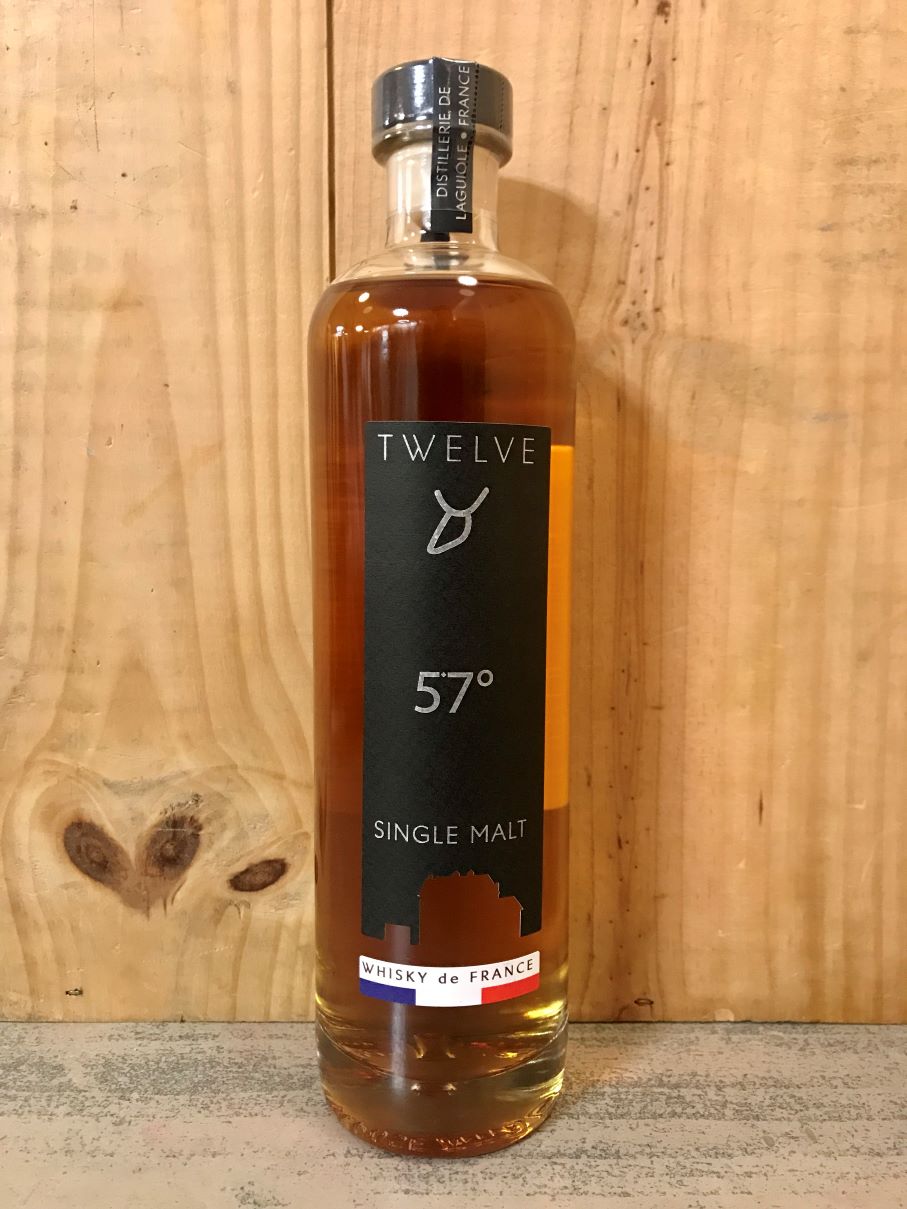 DISTILLERIE DE
LAGUIOLE • FRANCE
TWELVE
57°
SINGLE MALT
WHISKY de FRANCE